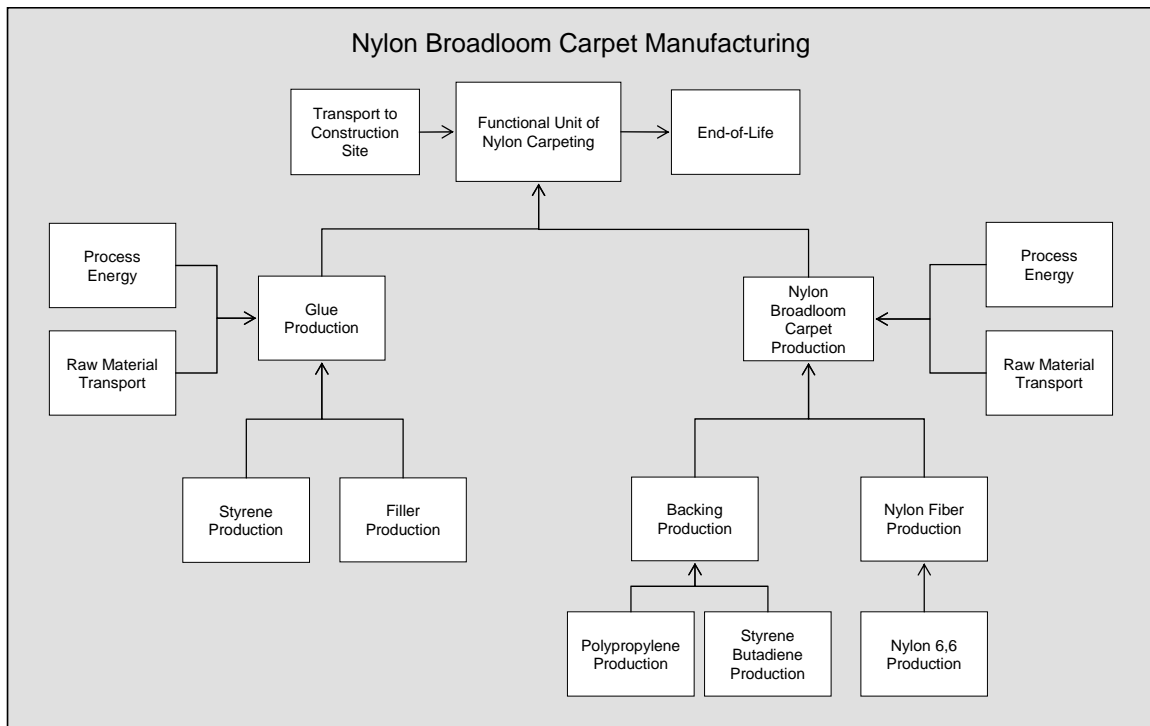 Nylon Broadloom Carpet Manufacturing
Transport to
Construction
Site
Functional Unit of
Nylon Carpeting
End-of-Life
Process
Energy
Raw Material
Transport
Glue
Production
Nylon
Broadloom
Carpet
Production
Process
Energy
Raw Material
Transport
Styrene
Production
Filler
Production
Backing
Production
Nylon Fiber
Production
Polypropylene
Production
Styrene
Butadiene
Production
Nylon 6,6
Production